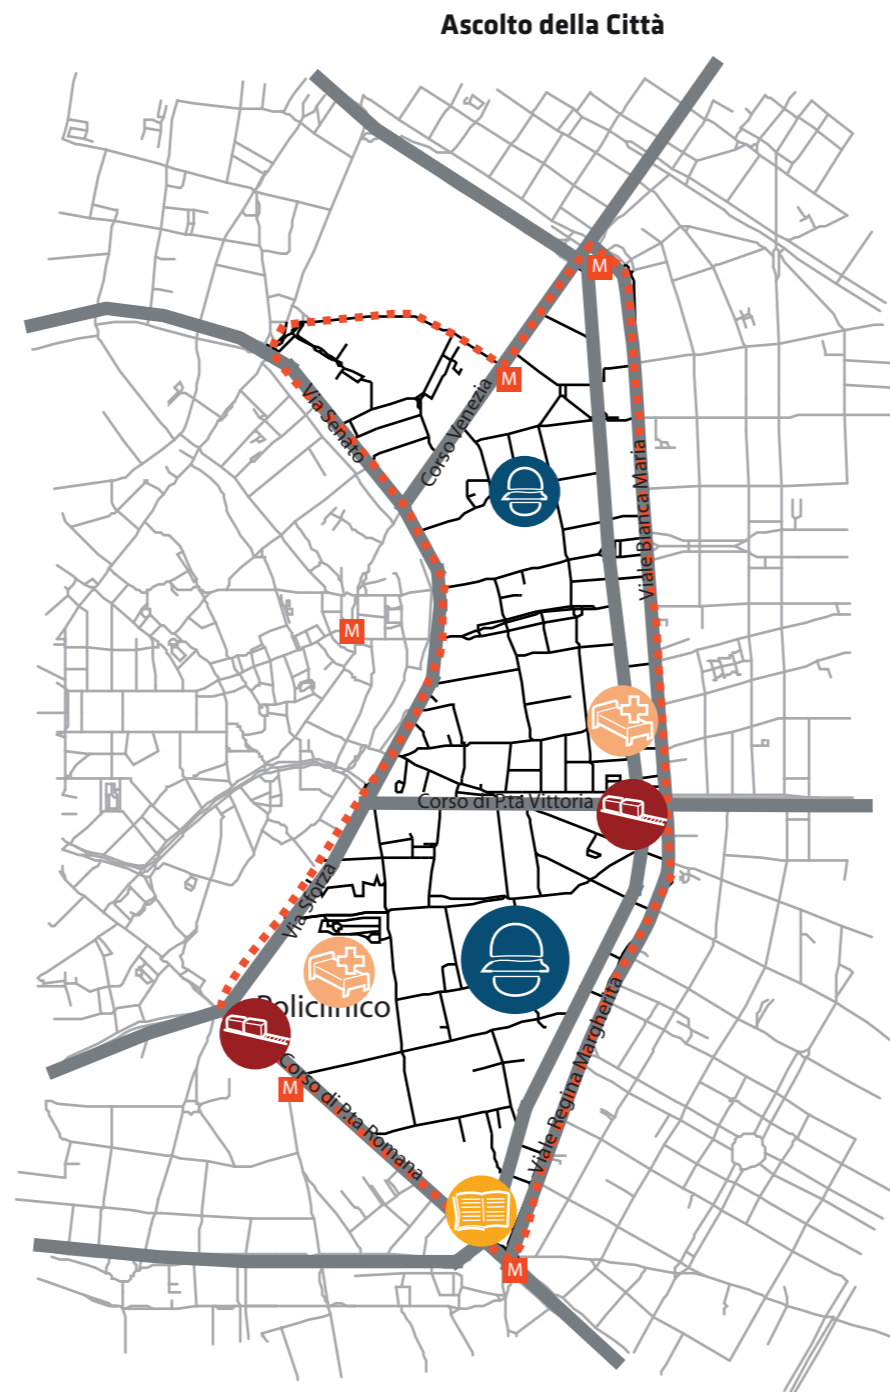 Ascolto della Città
M
M
Via Senato
Corso Venezia
Viale Bianca Maria
M
Corso di P.ta Vittoria
Via Sforza
Policlinico
M
Corso di P.ta Romana
Viale Regina Margherita
M